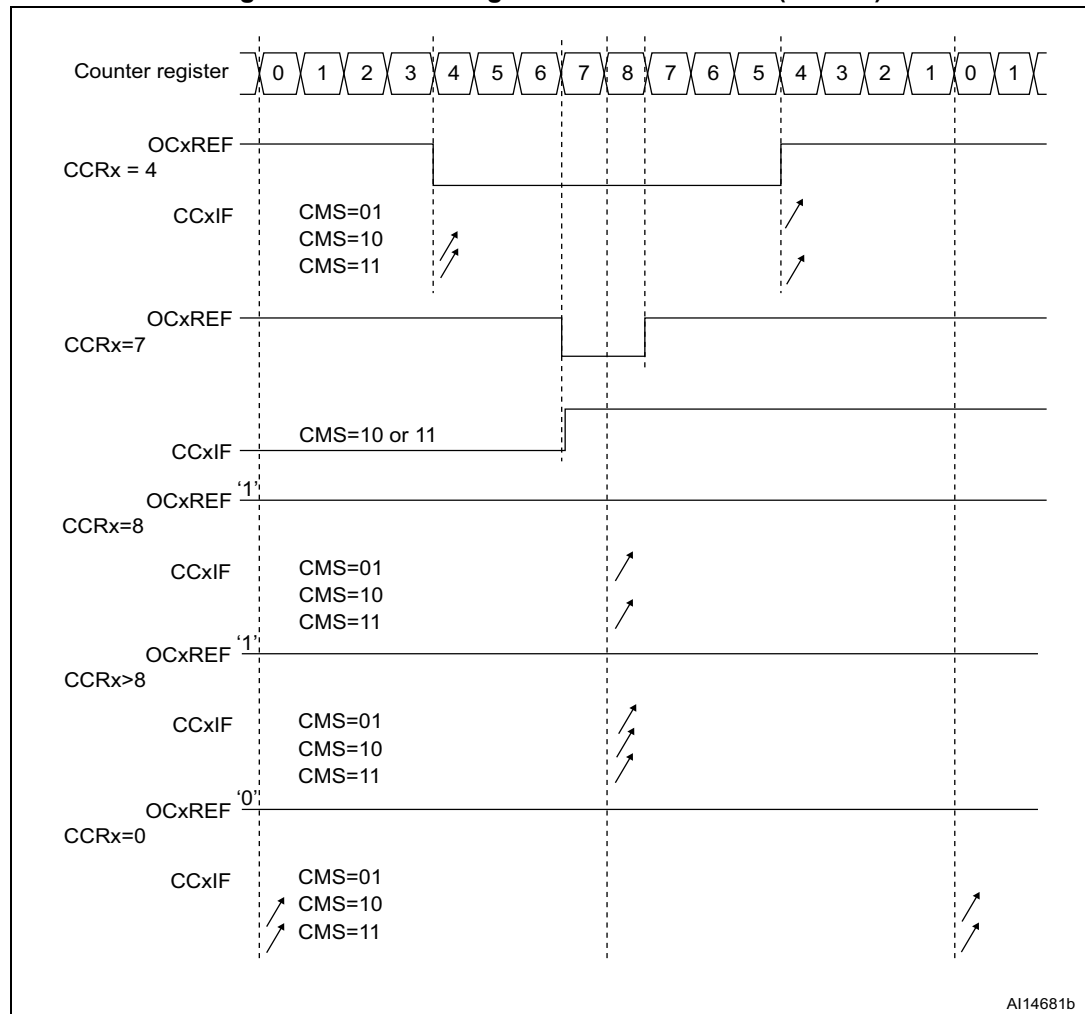 Counter register 0 1 2 3 4 5 6 7 8 7 6 5 4 3 2 1 0 1
OCxREF
CCRx = 4
CCxIF CMS=01
CMS=10
CMS=11
OCxREF
CCRx=7
CMS=10 or 11
CCxIF
OCxREF '1'
CCRx=8
CCxIF CMS=01
CMS=10
CMS=11
OCxREF '1'
CCRx>8
CCxIF CMS=01
CMS=10
CMS=11
OCxREF '0'
CCRx=0
CCxIF CMS=01
CMS=10
CMS=11
AI14681b